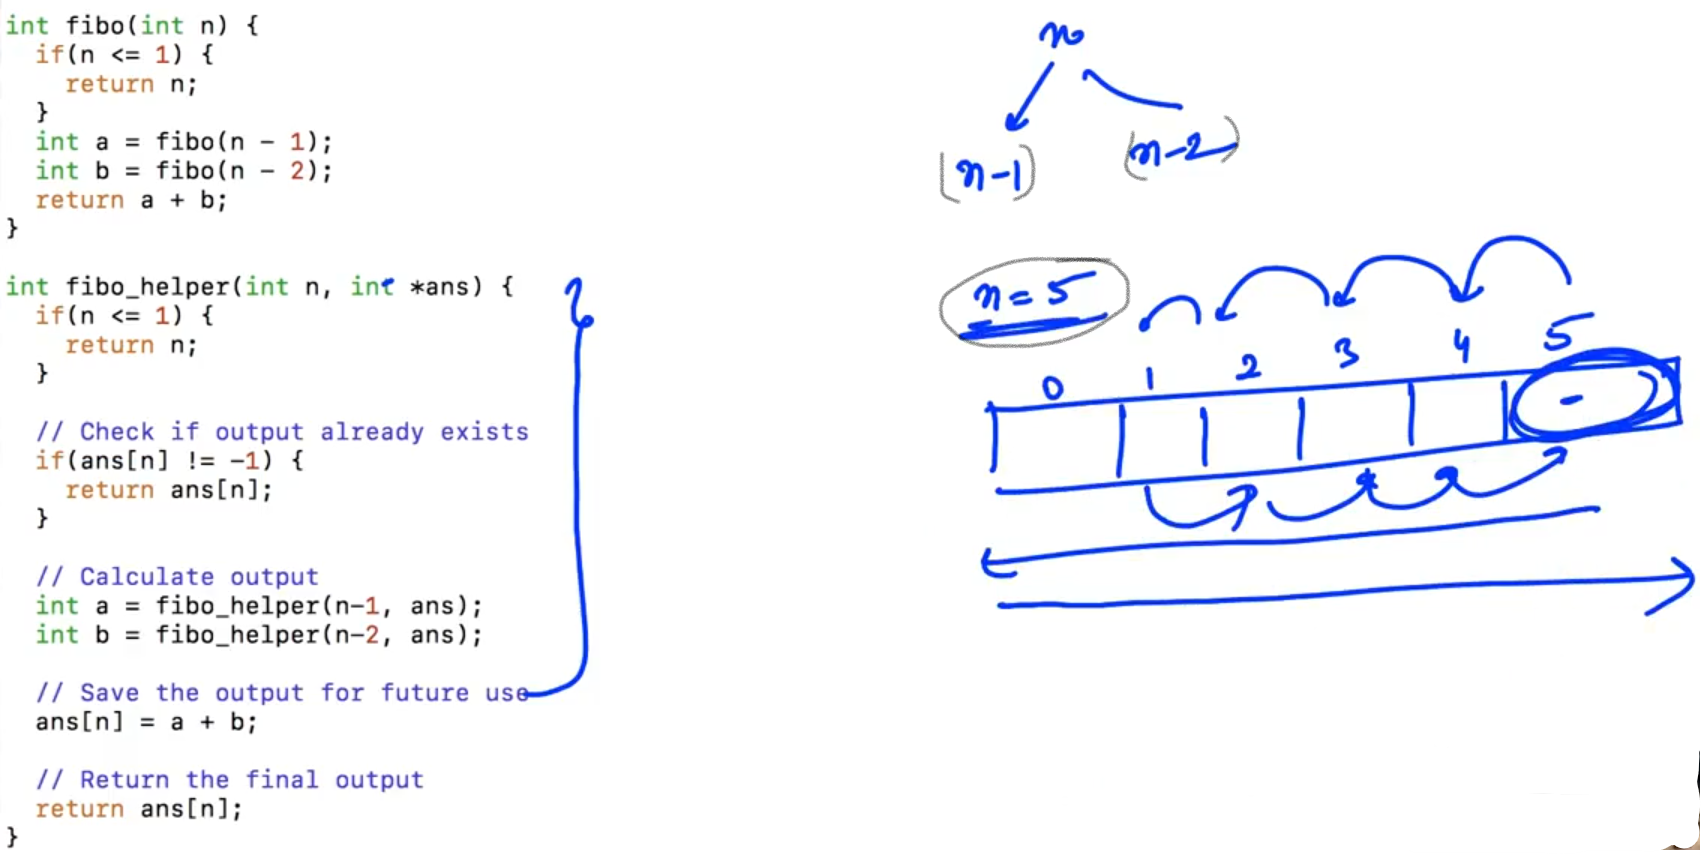 int fibo(int n) {
if(n <= 1) {
return n;
}
int a = fibo(n - 1);
int b = fibo(n - 2);
return a + b;
}
int fibo_helper(int n, int *ans) {
if(n <= 1) {
return n;
}
// Check if output already exists
if(ans[n] != -1) {
return ans[n];
}
// Calculate output
int a = fibo_helper(n-1, ans);
int b = fibo_helper(n-2, ans);
// Save the output for future use
ans[n] = a + b;
// Return the final output
return ans[n];
}
n
(n-1) (n-2)
n = 5
0 1 2 3 4 5
-